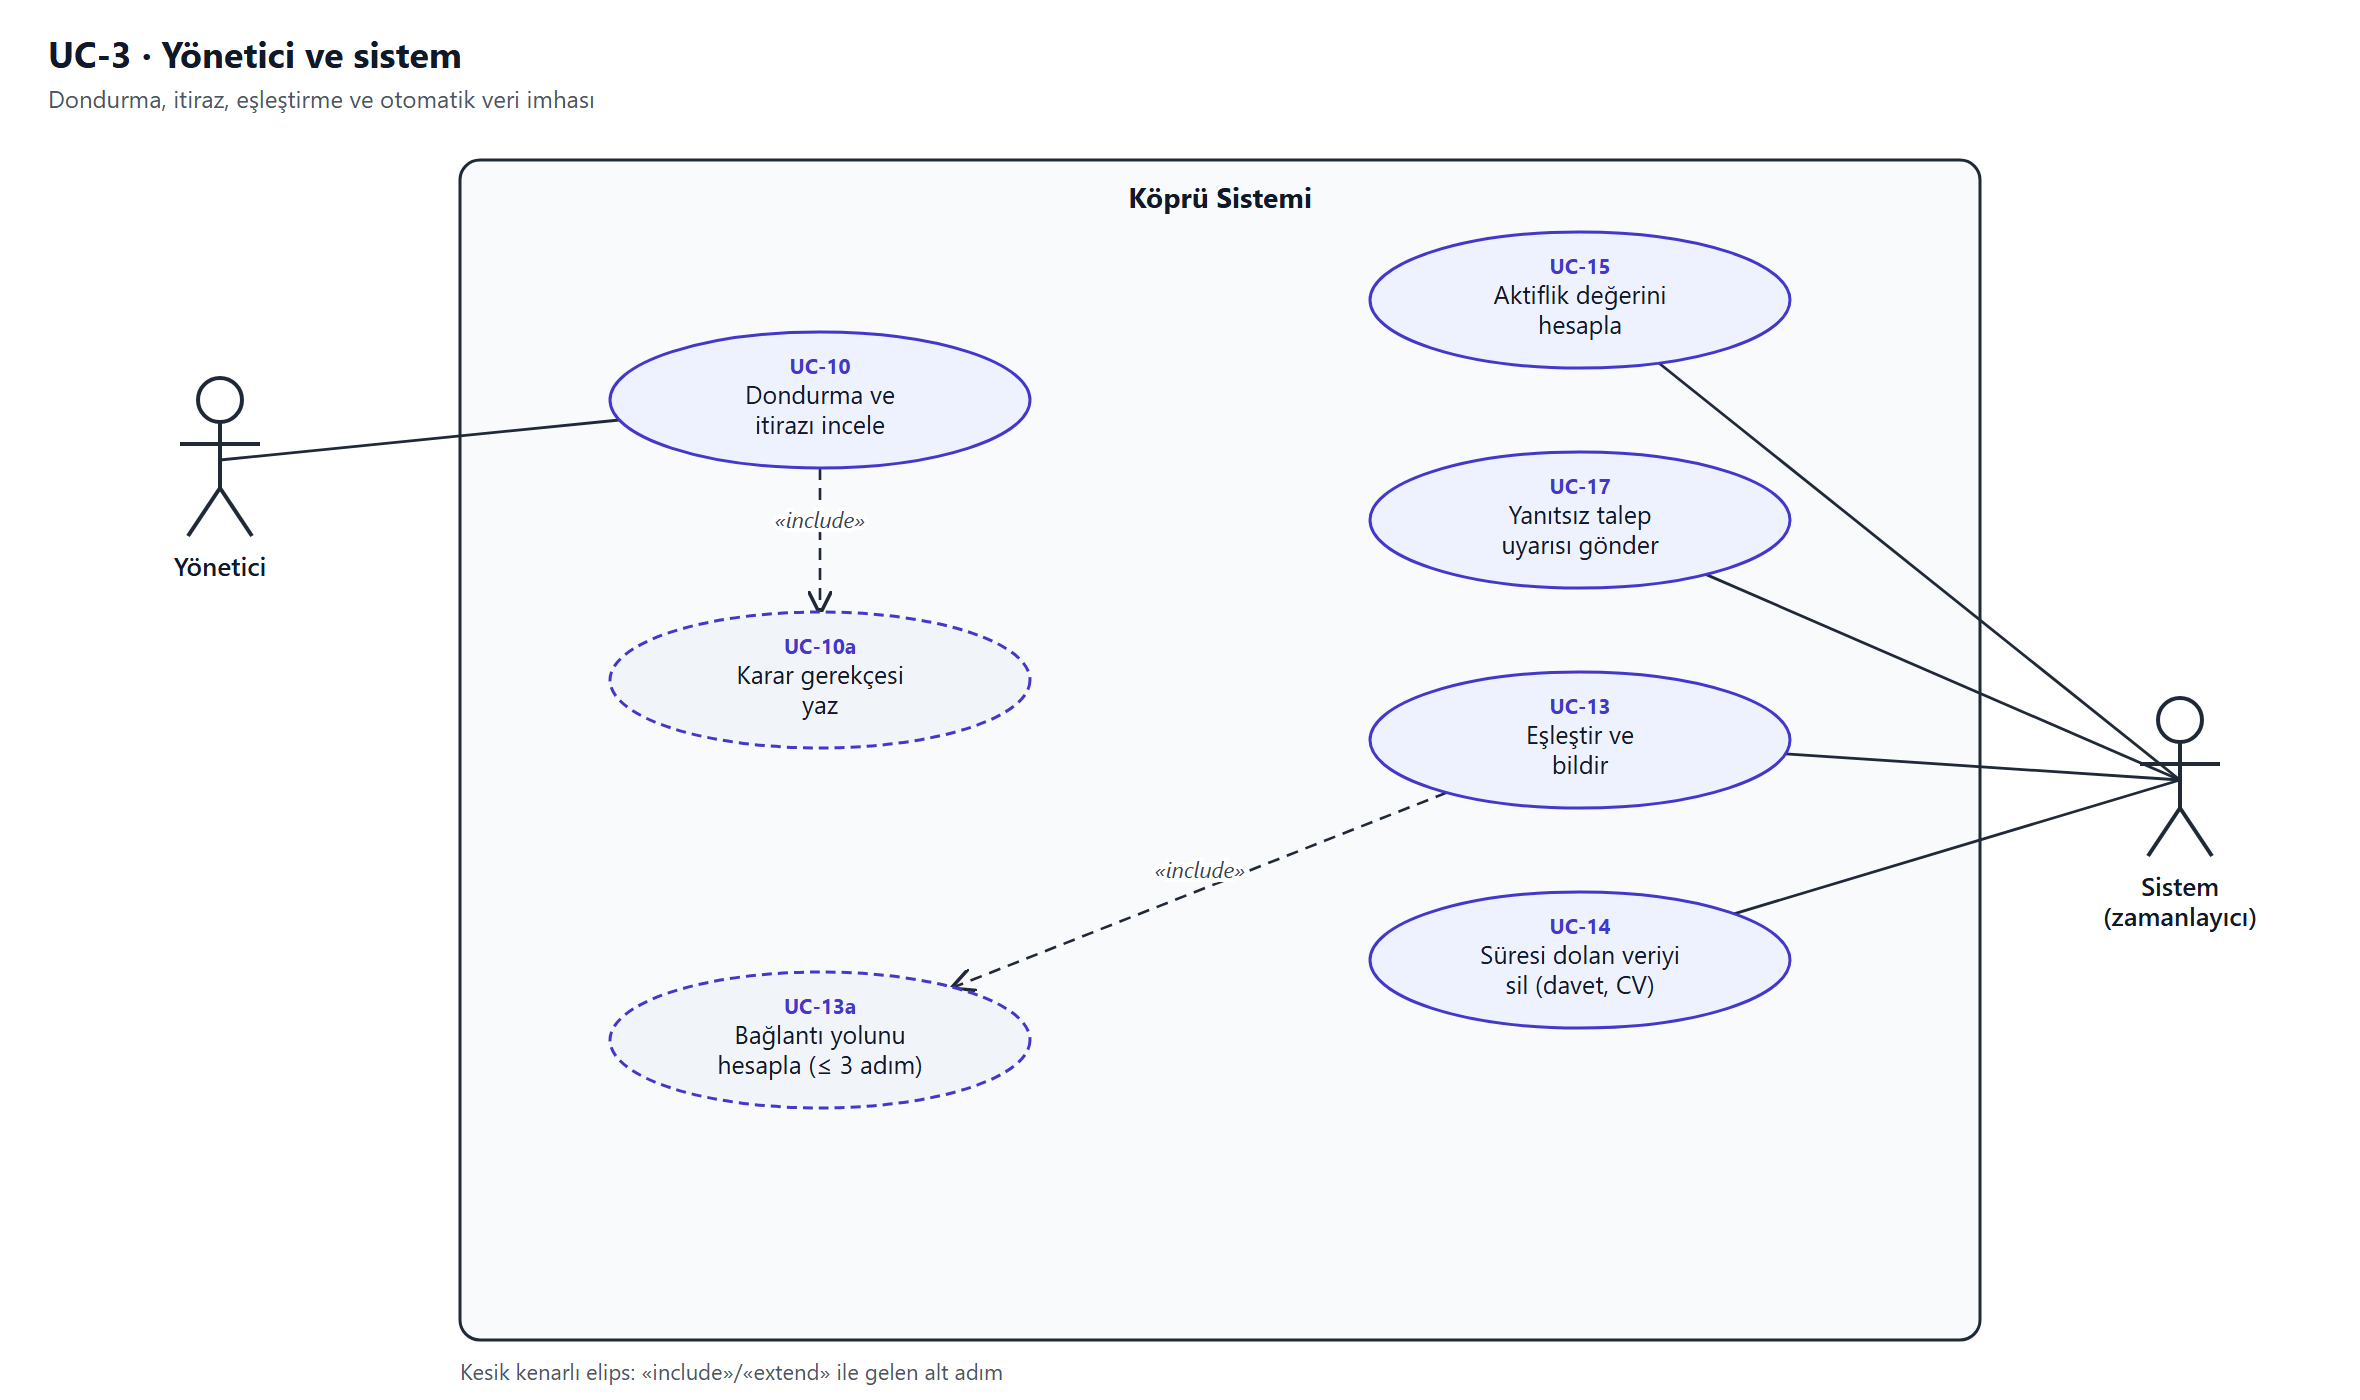 UC-3 · Yönetici ve sistem
Dondurma, itiraz, eşleştirme ve otomatik veri imhası
Köprü Sistemi
UC-15
Aktiflik değerini
hesapla
UC-10
Dondurma ve
itirazı incele
UC-17
Yanıtsız talep
uyarısı gönder
«include»
Yönetici
UC-10a
Karar gerekçesi
yaz
UC-13
Eşleştir ve
bildir
«include»
Sistem
(zamanlayıcı)
UC-14
Süresi dolan veriyi
sil (davet, CV)
UC-13a
Bağlantı yolunu
hesapla (≤ 3 adım)
Kesik kenarlı elips: «include»/«extend» ile gelen alt adım